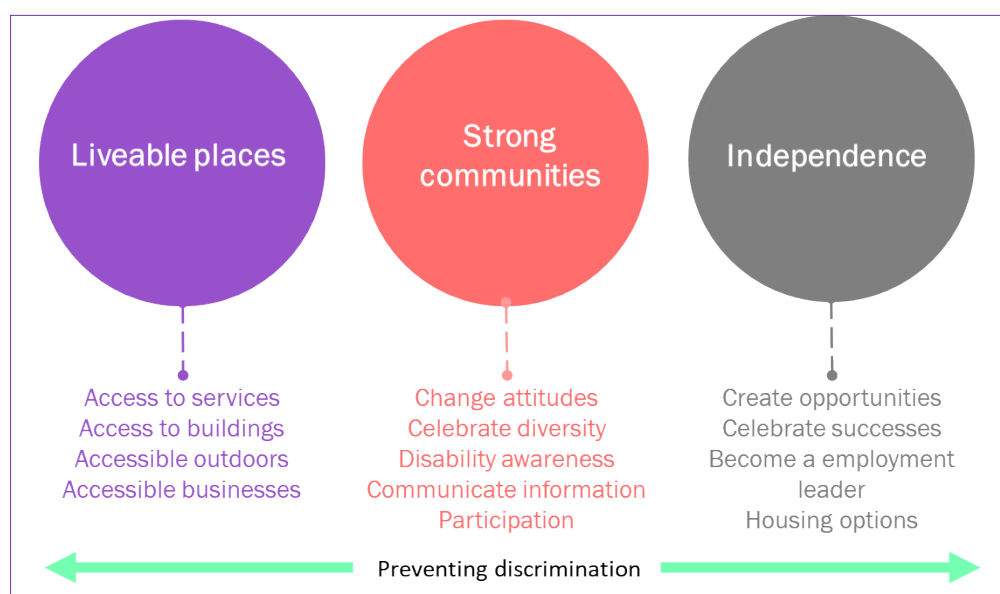 Liveable places
Access to services
Access to buildings
Accessible outdoors
Accessible businesses
Strong
communities
Change attitudes
Celebrate diversity
Disability awareness
Communicate information
Participation
Independence
Create opportunities
Celebrate successes
Become a employment
leader
Housing options
Preventing discrimination